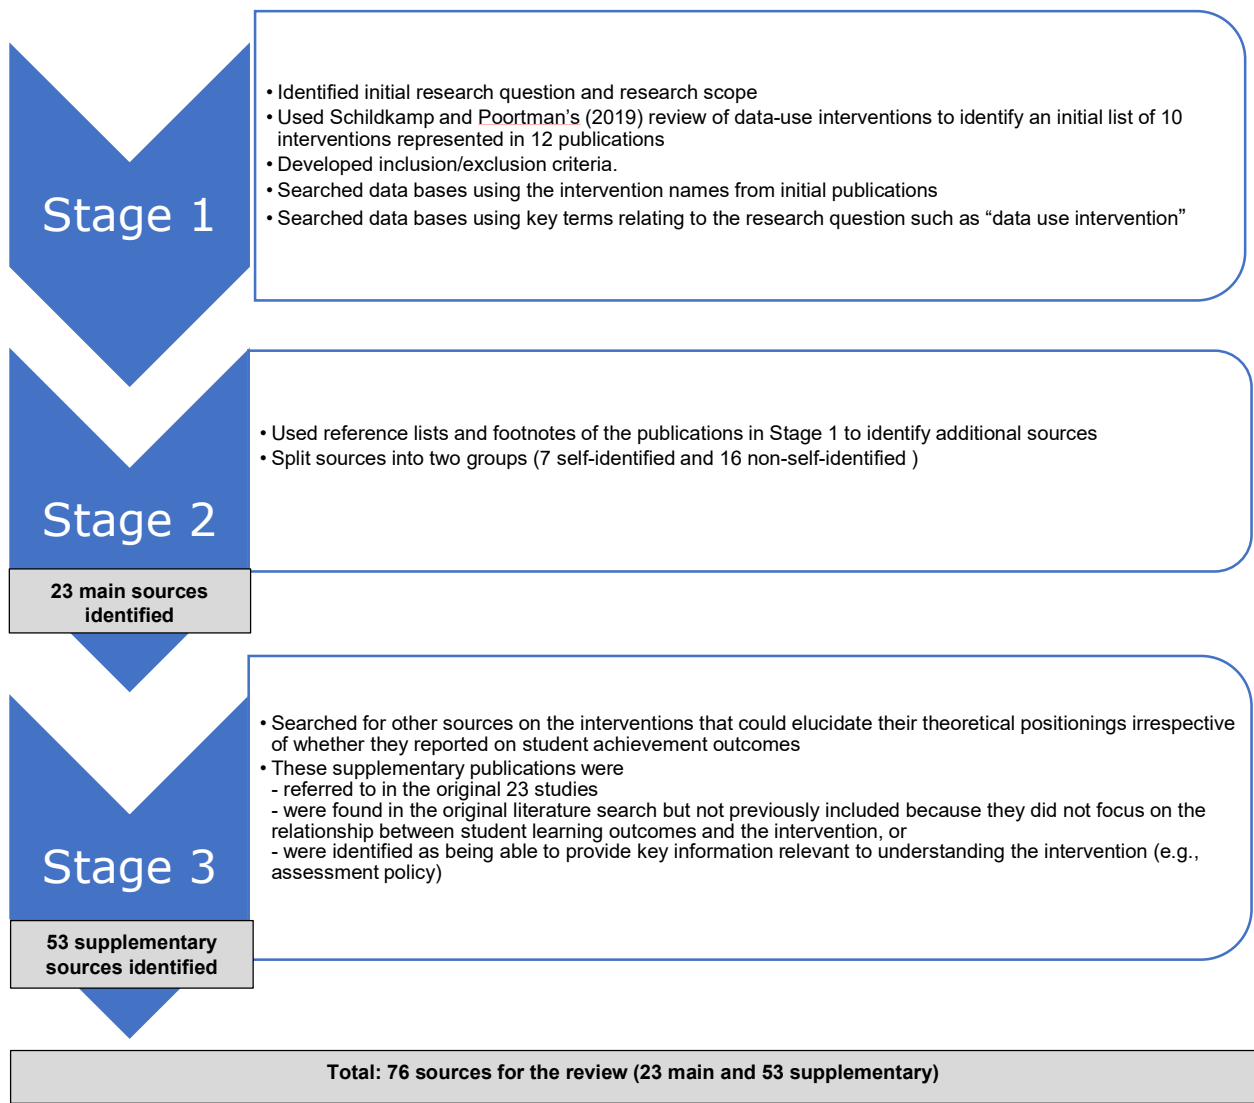 Stage 1
• Identified initial research question and research scope
• Used Schildkamp and Poortman's (2019) review of data-use interventions to identify an initial list of 10
interventions represented in 12 publications
• Developed inclusion/exclusion criteria.
• Searched data bases using the intervention names from initial publications
• Searched data bases using key terms relating to the research question such as “data use intervention”
Stage 2
• Used reference lists and footnotes of the publications in Stage 1 to identify additional sources
• Split sources into two groups (7 self-identified and 16 non-self-identified )
23 main sources
identified
Stage 3
• Searched for other sources on the interventions that could elucidate their theoretical positionings irrespective
of whether they reported on student achievement outcomes
• These supplementary publications were
- referred to in the original 23 studies
- were found in the original literature search but not previously included because they did not focus on the
relationship between student learning outcomes and the intervention, or
- were identified as being able to provide key information relevant to understanding the intervention (e.g.,
assessment policy)
53 supplementary
sources identified
Total: 76 sources for the review (23 main and 53 supplementary)